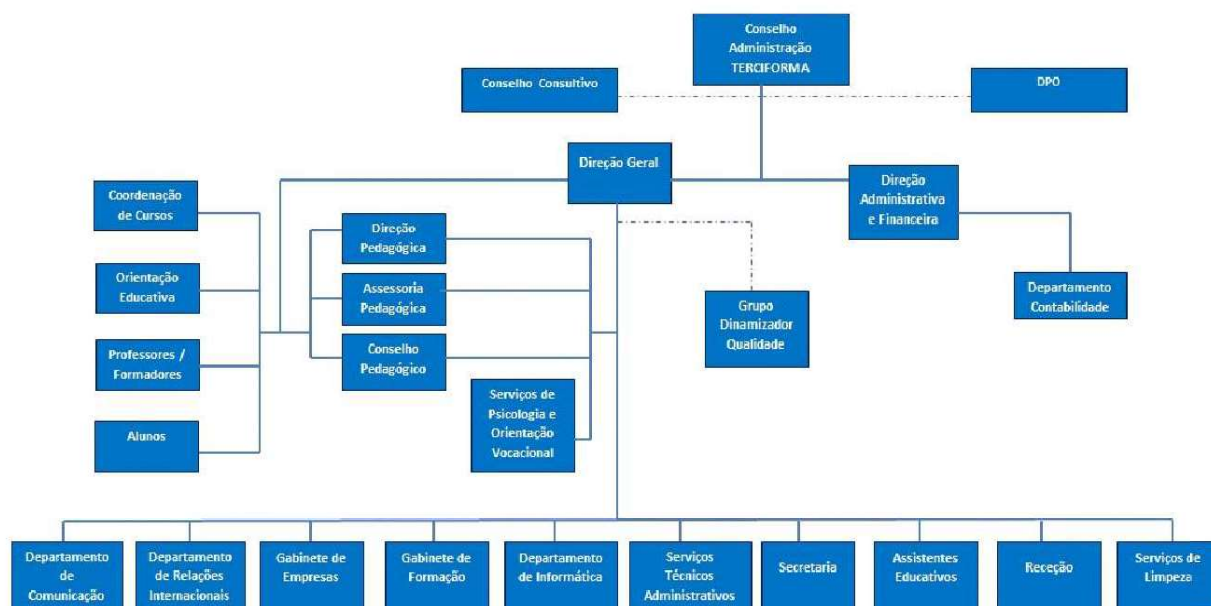 Conselho
Administração
TERCIFORMA
Conselho Consultivo
DPO
Direção Geral
Direção
Administrativa
e Financeira
Coordenação
de Cursos
Direção
Pedagógica
Orientação
Educativa
Assessoria
Pedagógica
Grupo
Dinamizador
Qualidade
Departamento
Contabilidade
Professores /
Formadores
Conselho
Pedagógico
Alunos
Serviços de
Psicologia e
Orientação
Vocacional
Departamento
de
Comunicação
Departamento
de Relações
Internacionais
Gabinete de
Empresas
Gabinete de
Formação
Departamento
de Informática
Serviços
Técnicos
Administrativos
Secretaria
Assistentes
Educativos
Receção
Serviços de
Limpeza